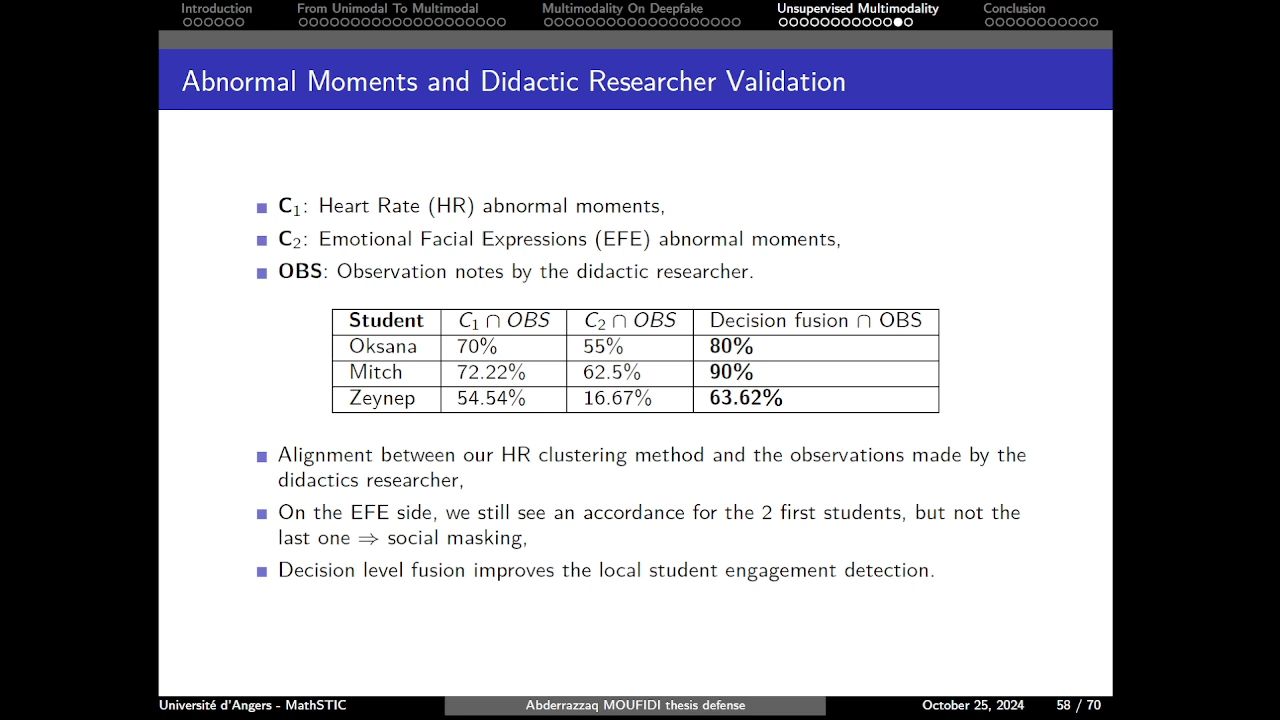 Introduction From Unimodal To Multimodal Multimodality On Deepfake Unsupervised Multimodality Conclusion
Abnormal Moments and Didactic Researcher Validation
C₁: Heart Rate (HR) abnormal moments,
C₂: Emotional Facial Expressions (EFE) abnormal moments,
OBS: Observation notes by the didactic researcher.
Student C₁ ∩ OBS C₂ ∩ OBS Decision fusion ∩ OBS
Oksana 70% 55% 80%
Mitch 72.22% 62.5% 90%
Zeynep 54.54% 16.67% 63.62%
Alignment between our HR clustering method and the observations made by the
didactics researcher,
On the EFE side, we still see an accordance for the 2 first students, but not the
last one ⇒ social masking,
Decision level fusion improves the local student engagement detection.
Université d'Angers - MathSTIC Abderrazzaq MOUFIDI thesis defense October 25, 2024 58 / 70